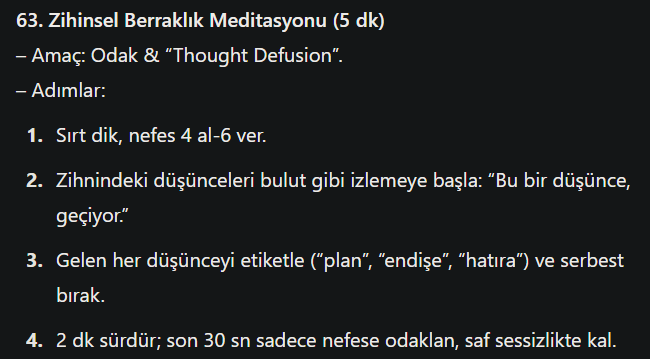 63. Zihinsel Berraklık Meditasyonu (5 dk)
– Amaç: Odak & “Thought Defusion”.
– Adımlar:
1. Sırt dik, nefes 4 al-6 ver.
2. Zihnindeki düşünceleri bulut gibi izlemeye başla: “Bu bir düşünce,
geçiyor.”
3. Gelen her düşünceyi etiketle (“plan”, “endişe”, “hatıra”) ve serbest
bırak.
4. 2 dk sürdür; son 30 sn sadece nefese odaklan, saf sessizlikte kal.